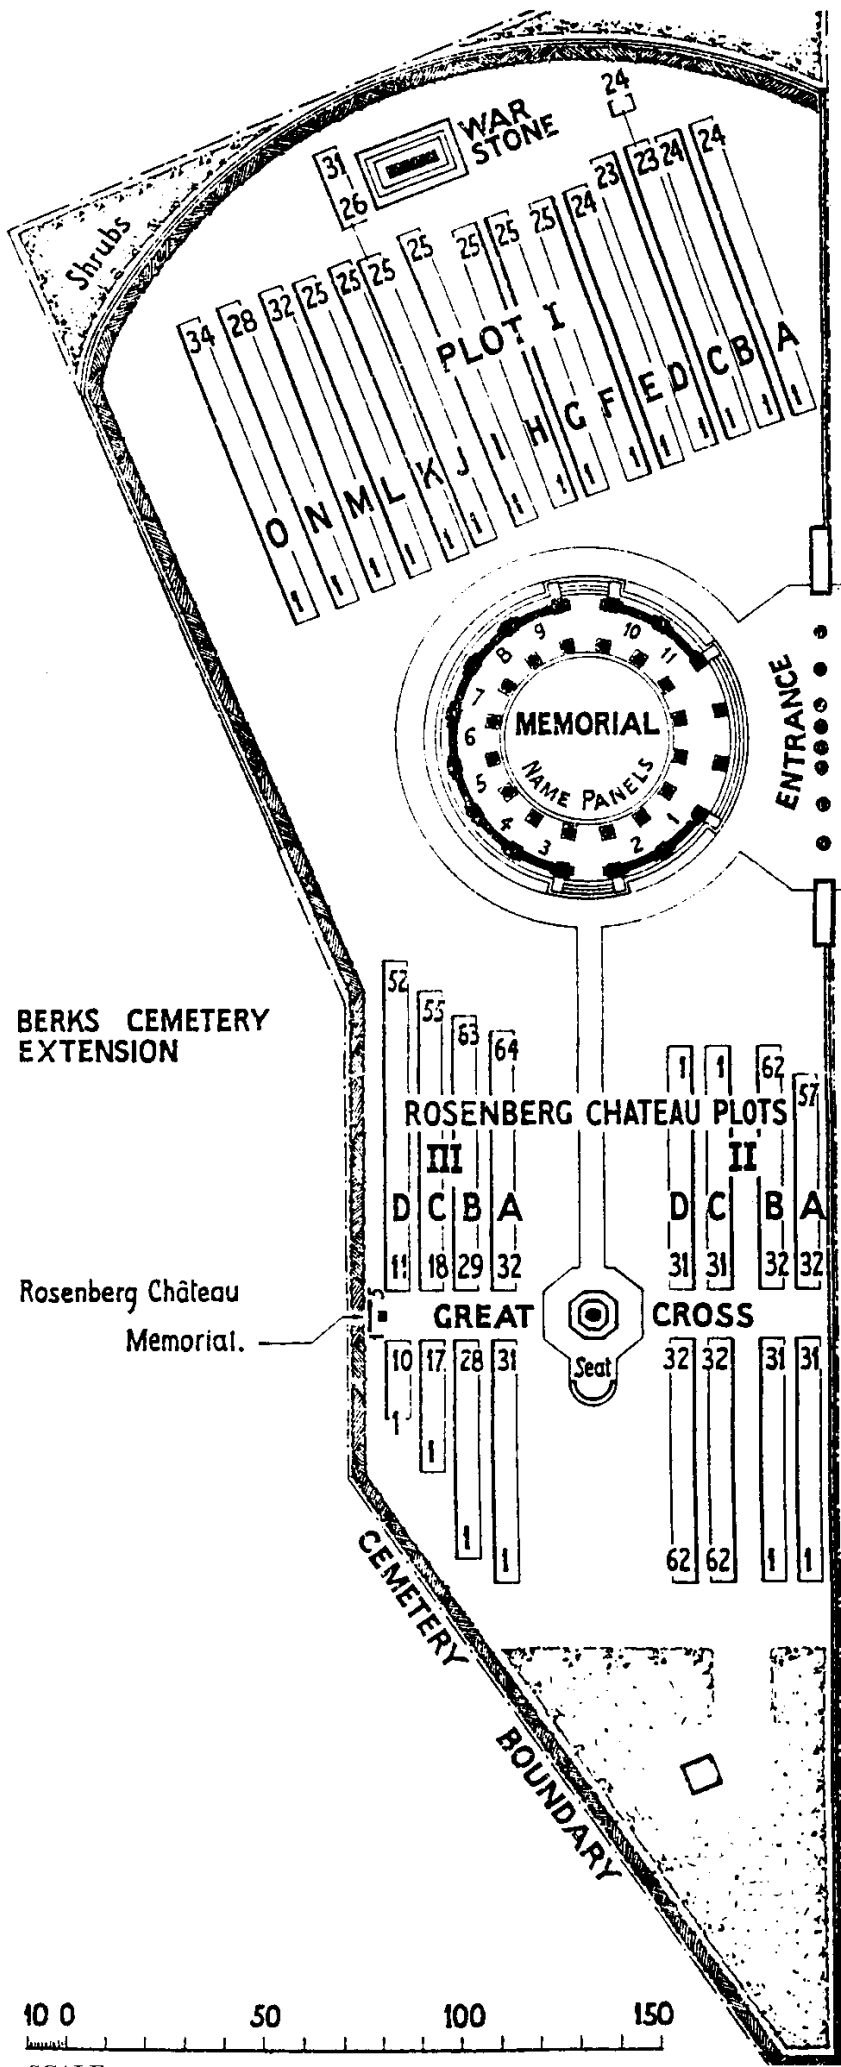 24
WAR
STONE
31
26
Shrubs
34 28 32 25 25 25 25 25 25 25 24 23 23 24 24
PLOT I
O N M L K J I H G F E D C B A
1 1 1 1 1 1 1 1 1 1 1 1 1 1 1
9 10
8 11
7
6
5
4
3 2 1
MEMORIAL
NAME PANELS
ENTRANCE
BERKS CEMETERY
EXTENSION
52 55 63 64 1 1 62 57
ROSENBERG CHATEAU PLOTS
III II
D C B A D C B A
11 18 29 32 31 31 32 32
Rosenberg Château
Memorial.
5
1
GREAT CROSS
10 17 28 31 Seat 32 32 31 31
1 1 1 1 62 62 1 1
CEMETERY
BOUNDARY
10 0 50 100 150